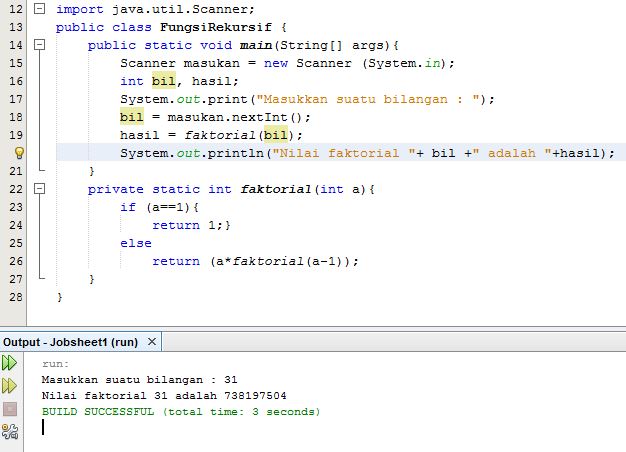 12 import java.util.Scanner;
13 public class FungsiRekursif {
14 public static void main(String[] args){
15 Scanner masukan = new Scanner (System.in);
16 int bil, hasil;
17 System.out.print("Masukkan suatu bilangan : ");
18 bil = masukan.nextInt();
19 hasil = faktorial(bil);
System.out.println("Nilai faktorial "+ bil +" adalah "+hasil);
21 }
22 private static int faktorial(int a){
23 if (a==1){
24 return 1;}
25 else
26 return (a*faktorial(a-1));
27 }
28 }
Output - Jobsheet1 (run) ×
run:
Masukkan suatu bilangan : 31
Nilai faktorial 31 adalah 738197504
BUILD SUCCESSFUL (total time: 3 seconds)